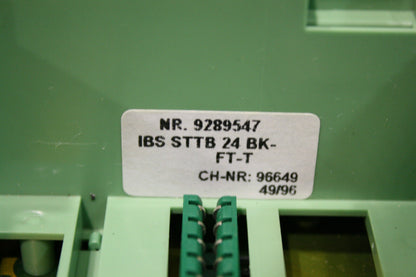 NR. 9289547
IBS STTB 24 BK-
FT-T
CH-NR: 96649
49/96